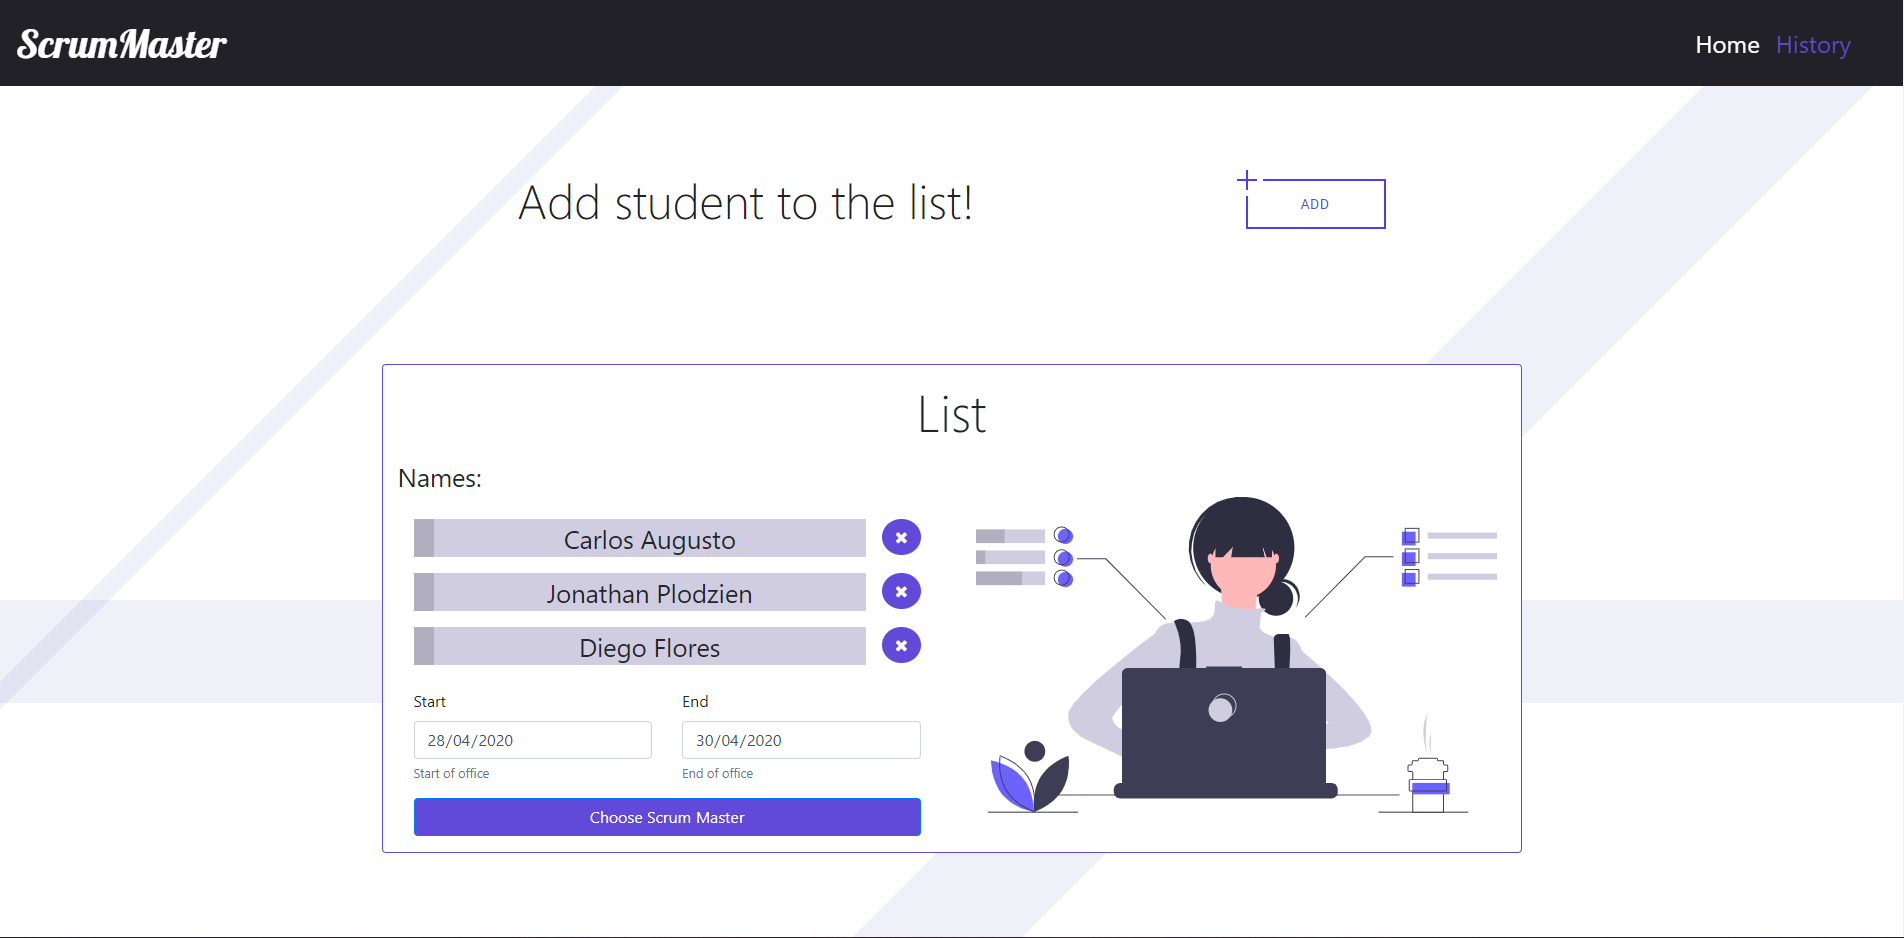 ScrumMaster
Home History
Add student to the list!
ADD
List
Names:
Carlos Augusto
Jonathan Plodzien
Diego Flores
Start End
28/04/2020 30/04/2020
Start of office End of office
Choose Scrum Master